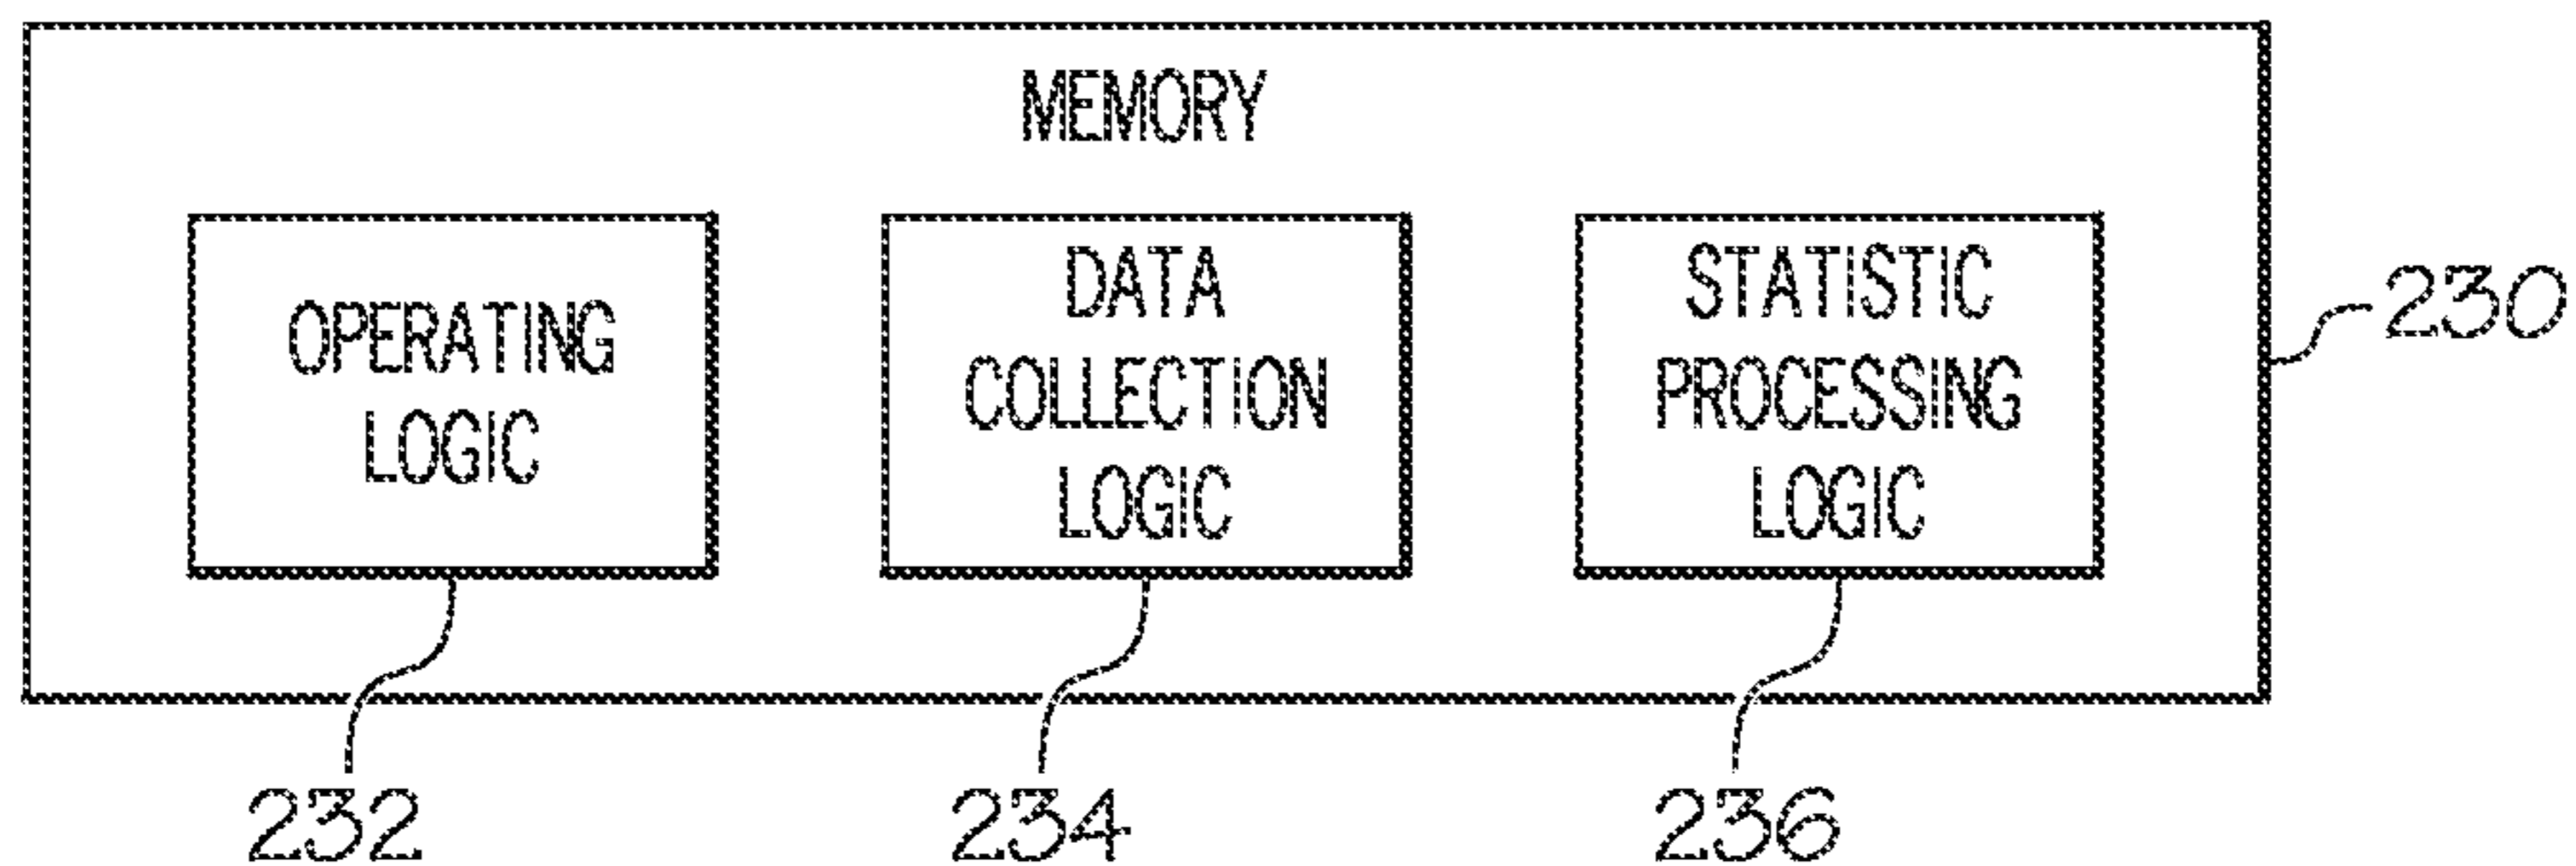 MEMORY
OPERATING
LOGIC
DATA
COLLECTION
LOGIC
STATISTIC
PROCESSING
LOGIC
230
232
234
236